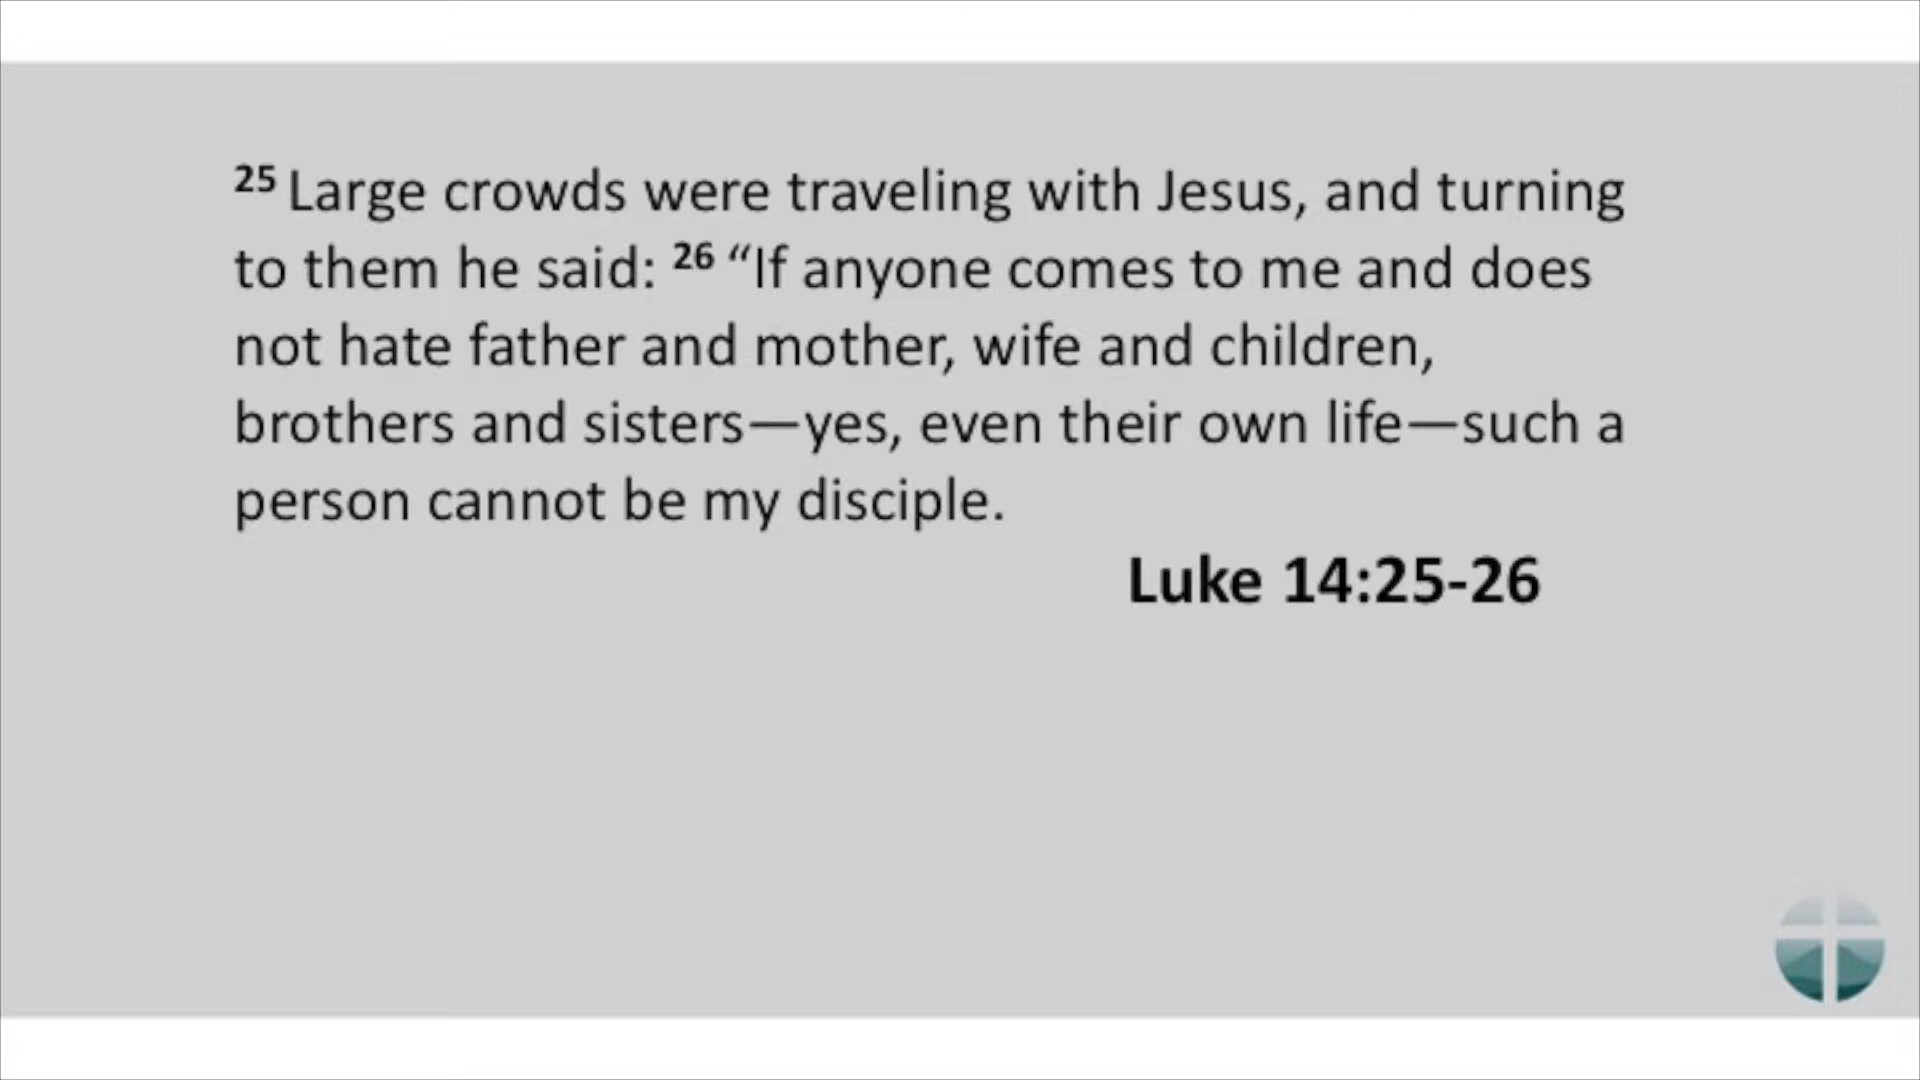 25 Large crowds were traveling with Jesus, and turning
to them he said: 26 “If anyone comes to me and does
not hate father and mother, wife and children,
brothers and sisters—yes, even their own life—such a
person cannot be my disciple.
Luke 14:25-26